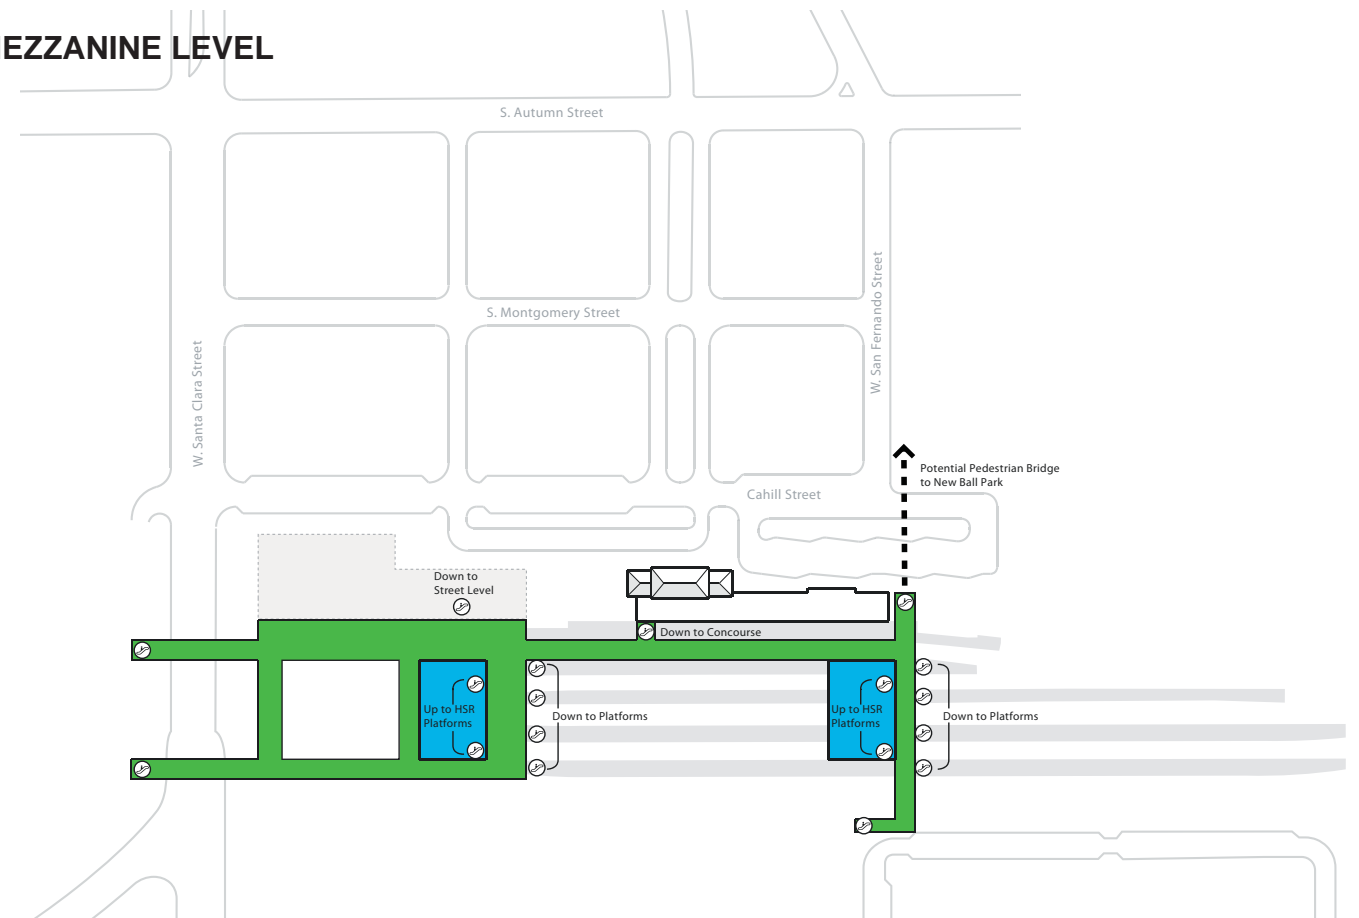 MEZZANINE LEVEL
S. Autumn Street
S. Montgomery Street
W. San Fernando Street
W. Santa Clara Street
Potential Pedestrian Bridge
to New Ball Park
Cahill Street
Down to
Street Level
Down to Concourse
Up to HSR
Platforms
Down to Platforms
Up to HSR
Platforms
Down to Platforms